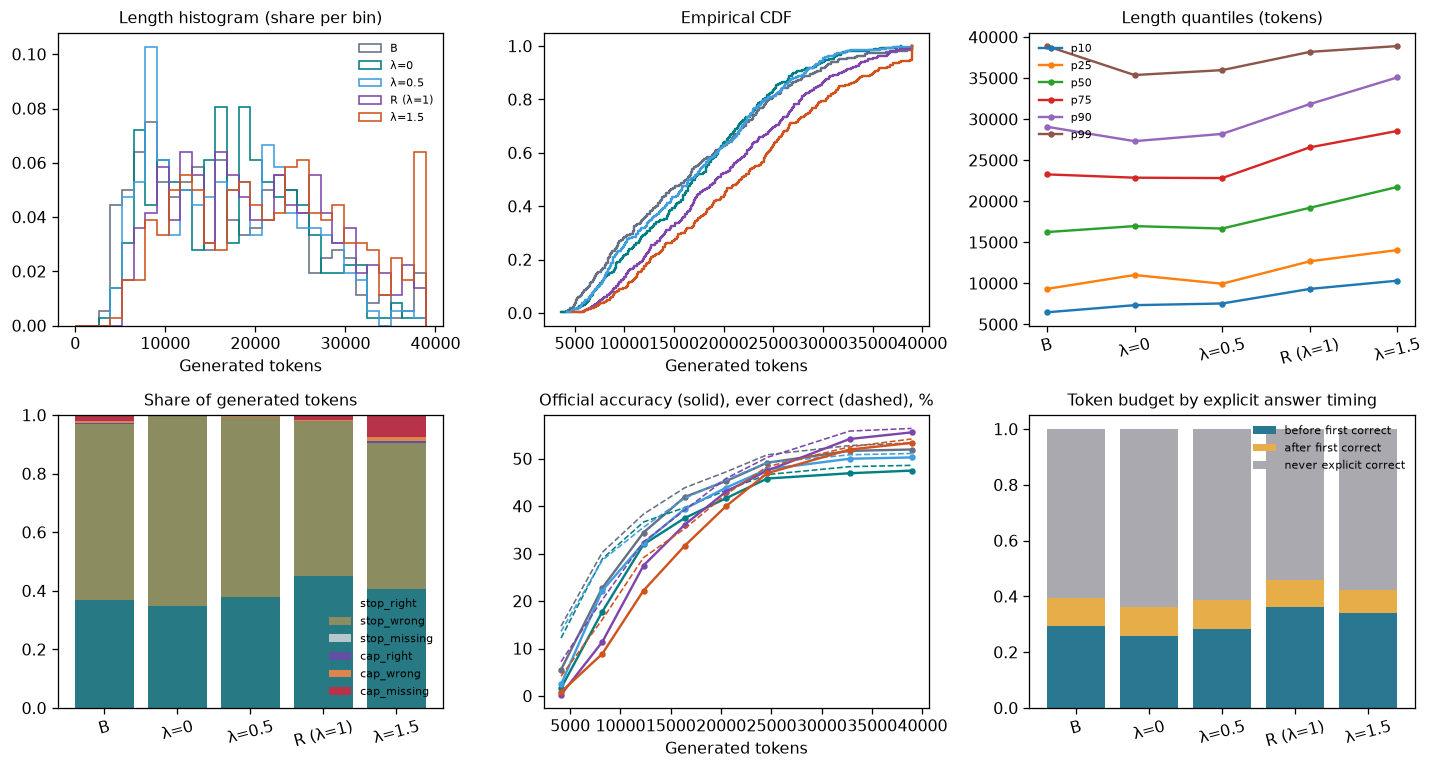 Length histogram (share per bin)
0.10
0.08
0.06
0.04
0.02
0.00
0
10000
20000
30000
40000
Generated tokens
B
λ=0
λ=0.5
R (λ=1)
λ=1.5
Empirical CDF
1.0
0.8
0.6
0.4
0.2
0.0
5000
10000
15000
20000
25000
30000
35000
40000
Generated tokens
Length quantiles (tokens)
40000
35000
30000
25000
20000
15000
10000
5000
p10
p25
p50
p75
p90
p99
B
λ=0
λ=0.5
R (λ=1)
λ=1.5
Share of generated tokens
1.0
0.8
0.6
0.4
0.2
0.0
stop_right
stop_wrong
stop_missing
cap_right
cap_wrong
cap_missing
B
λ=0
λ=0.5
R (λ=1)
λ=1.5
Official accuracy (solid), ever correct (dashed), %
50
40
30
20
10
0
5000
10000
15000
20000
25000
30000
35000
40000
Generated tokens
Token budget by explicit answer timing
1.0
0.8
0.6
0.4
0.2
0.0
before first correct
after first correct
never explicit correct
B
λ=0
λ=0.5
R (λ=1)
λ=1.5